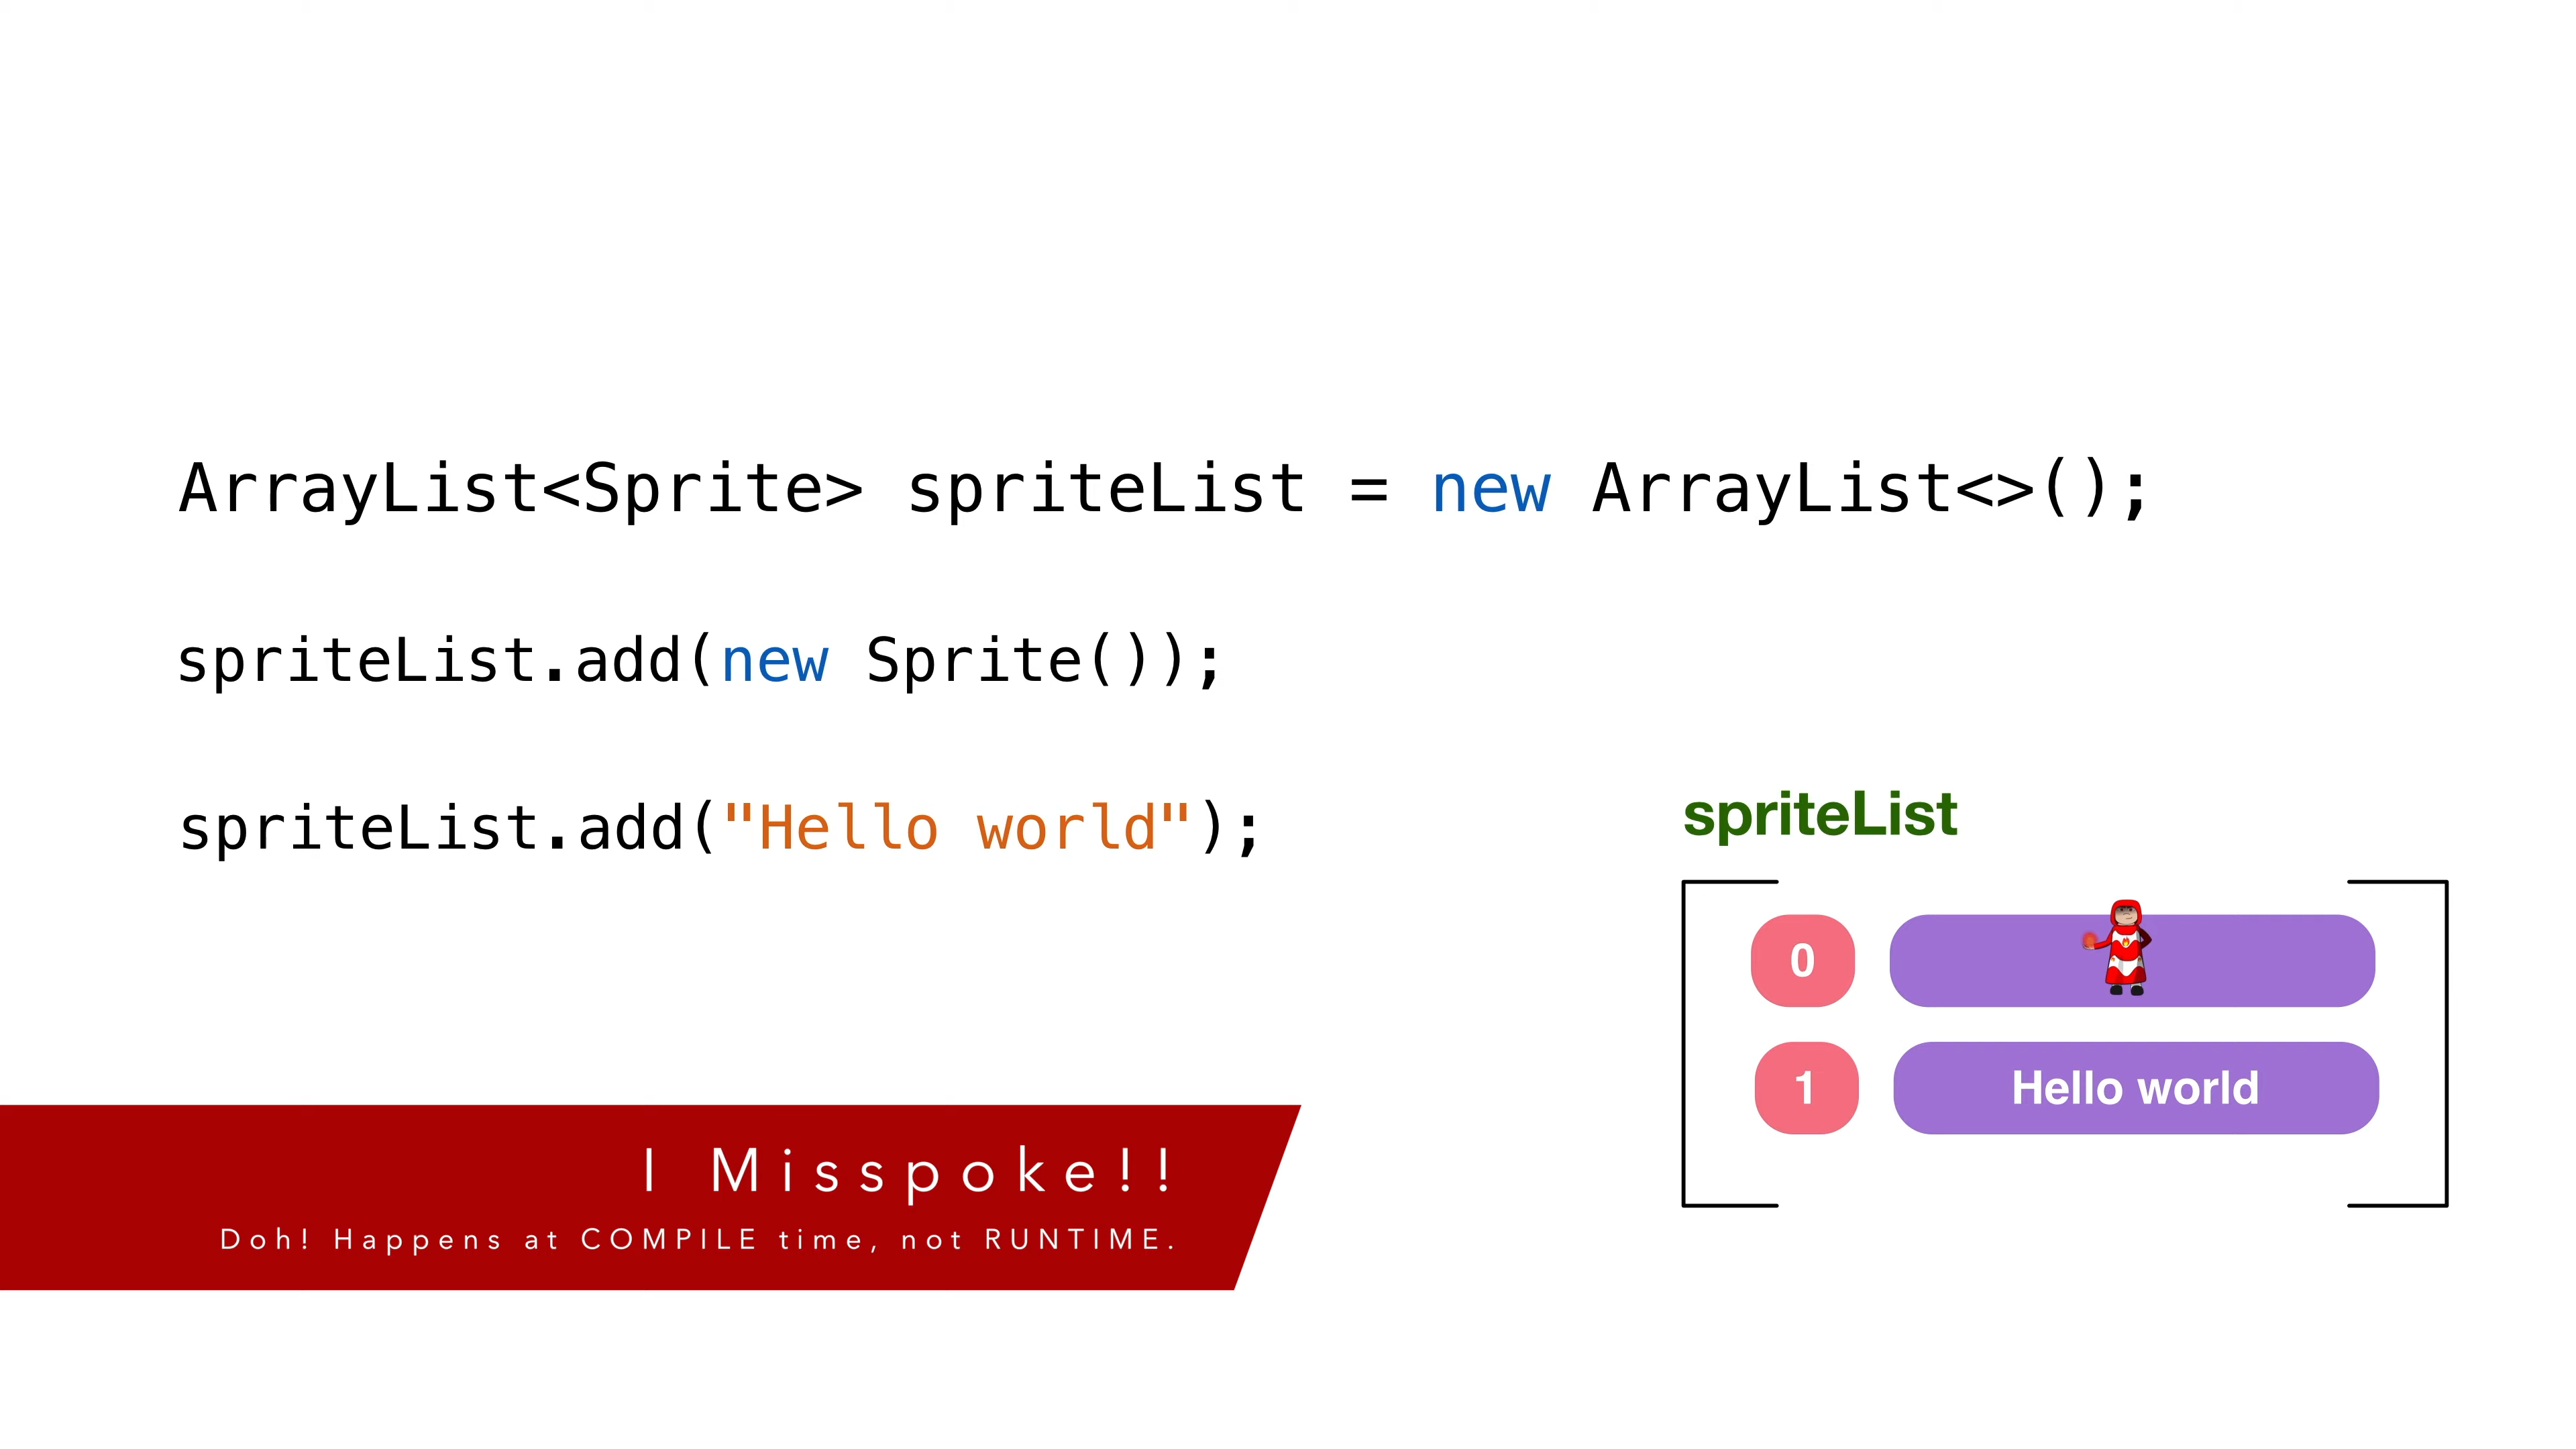 ArrayList<Sprite> spriteList = new ArrayList<>();
spriteList.add(new Sprite());
spriteList.add("Hello world");
spriteList
0
1 Hello world
I Misspoke!!
Doh! Happens at COMPILE time, not RUNTIME.